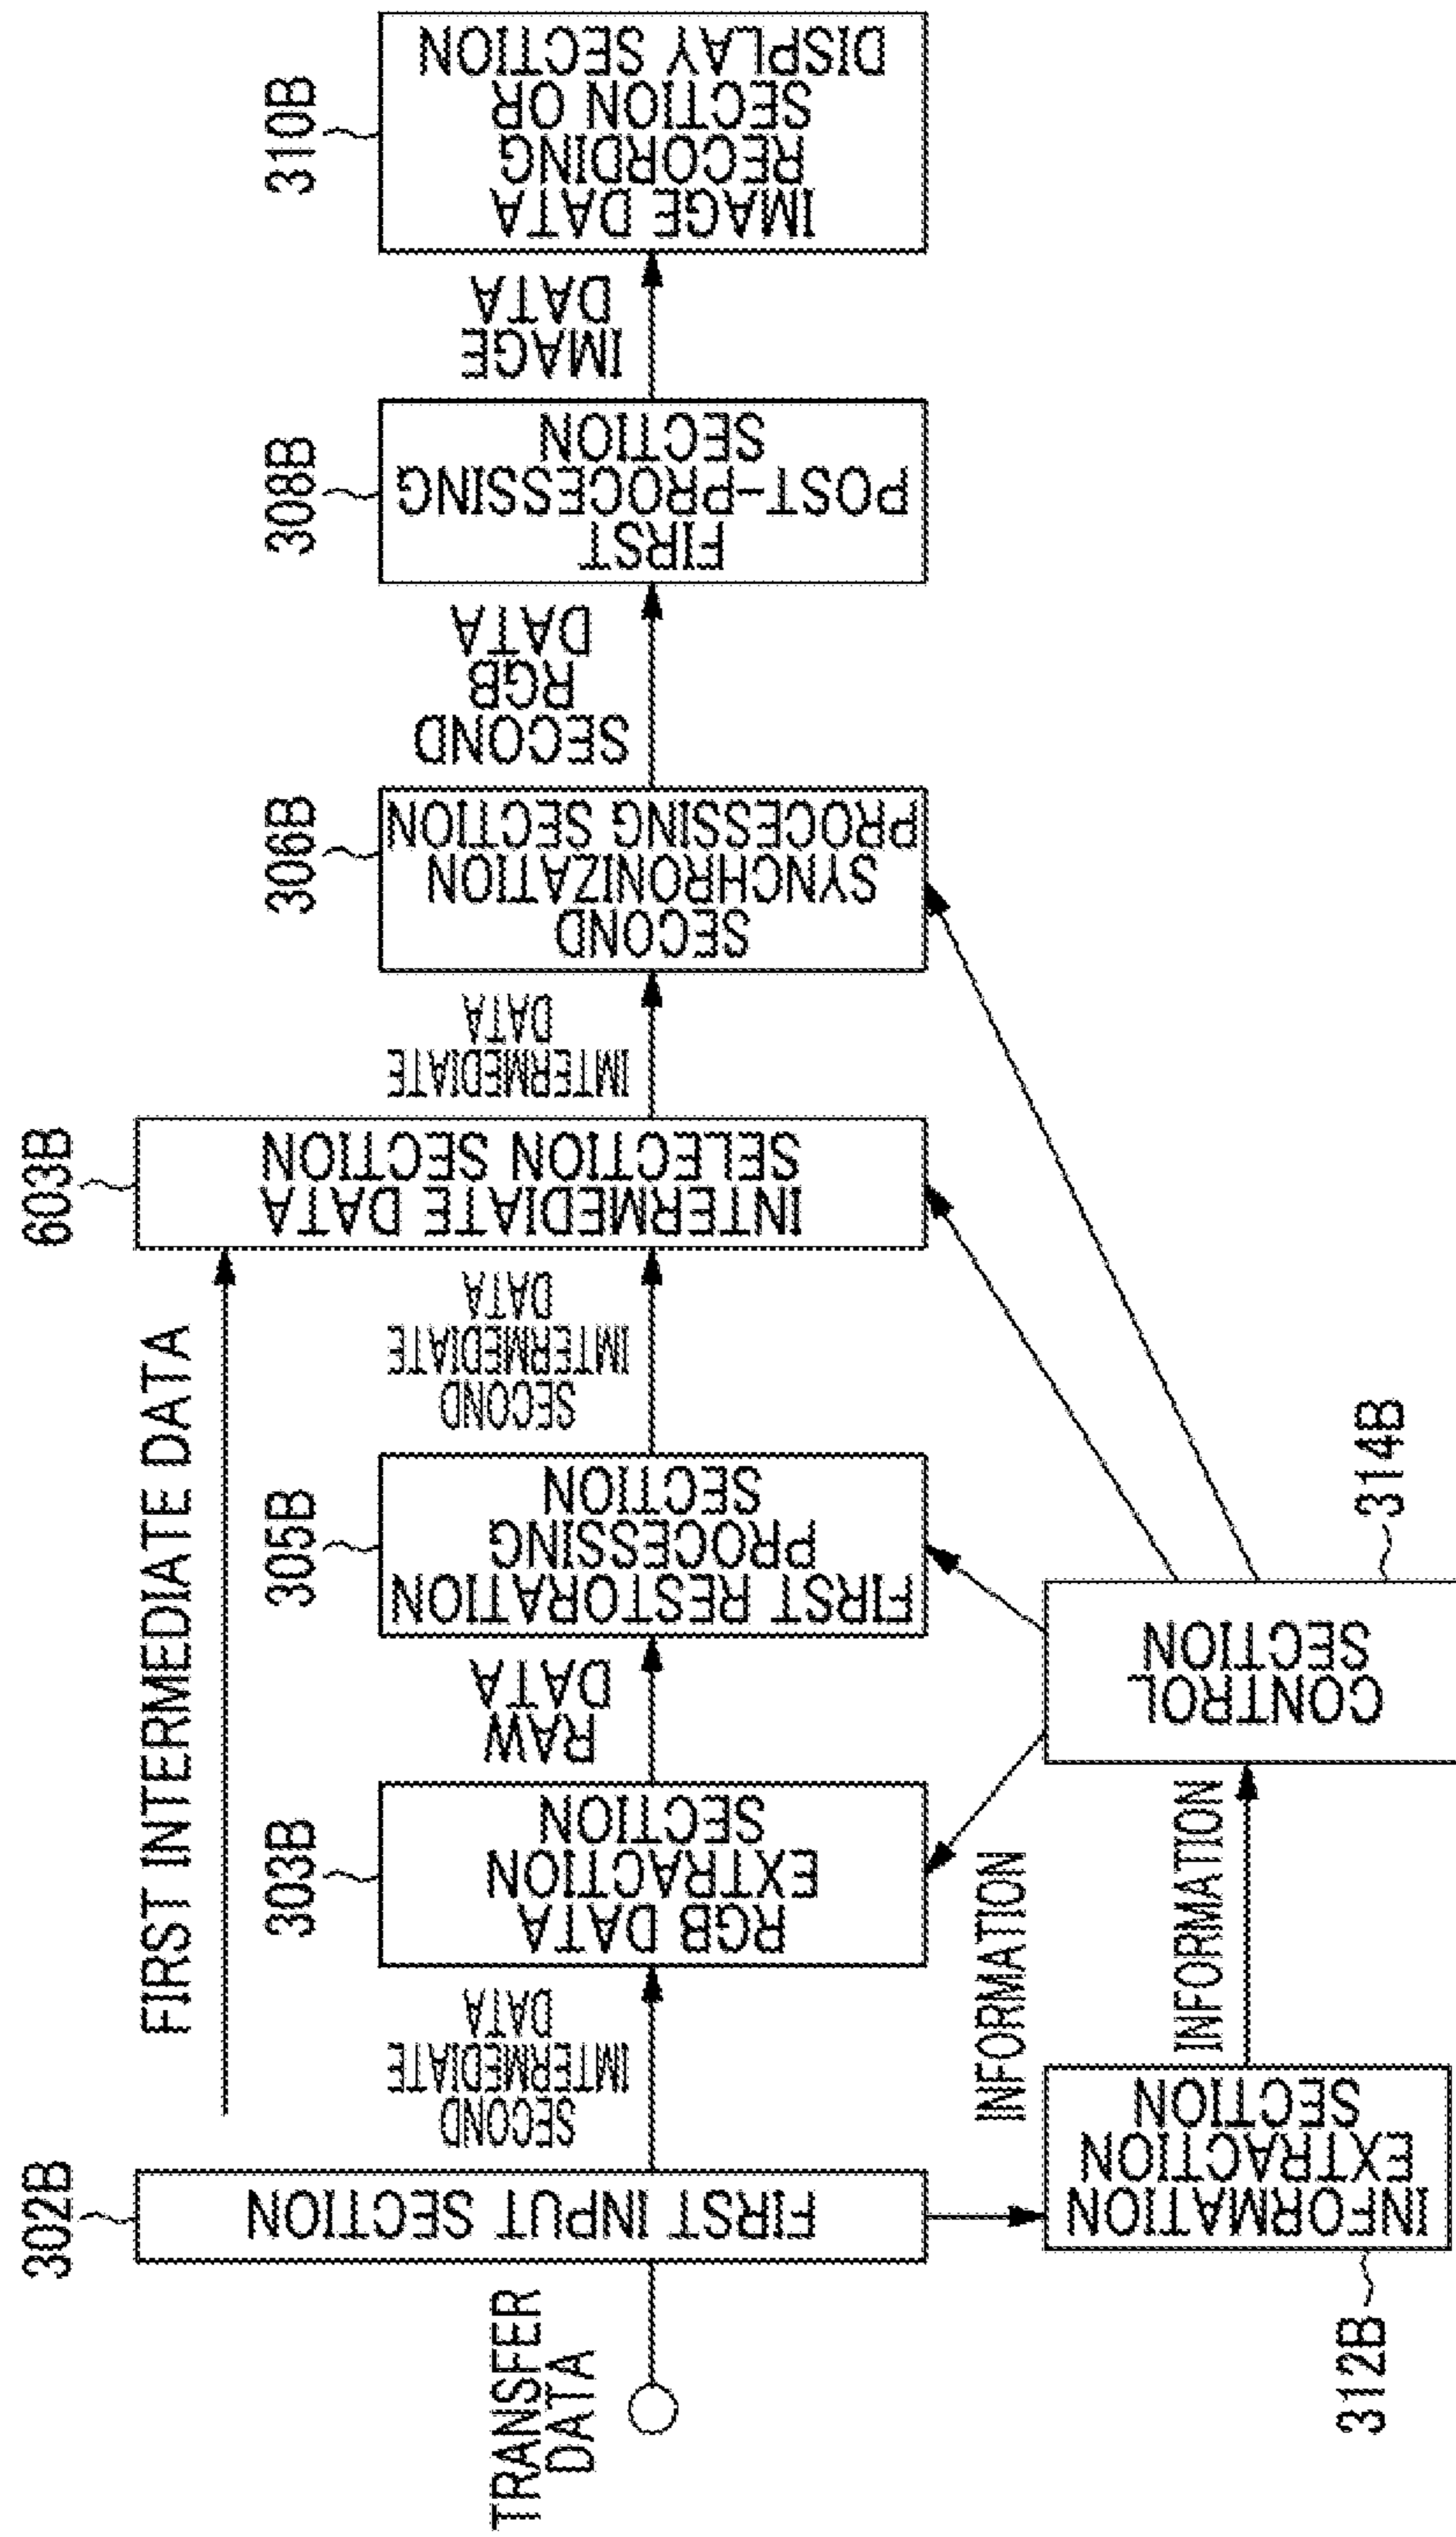 TRANSFER
DATA
302B
FIRST INPUT SECTION
FIRST INTERMEDIATE DATA
SECOND
IMTERMEDIATE
DATA
303B
RGB DATA
EXTRACTION
SECTION
RAW
DATA
305B
FIRST RESTORATION
PROCESSING
SECTION
SECOND
IMTERMEDIATE
DATA
603B
INTERMEDIATE DATA
SELECTION SECTION
IMTERMEDIATE
DATA
306B
SECOND
SYNCHRONIZATION
PROCESSING SECTION
SECOND
RGB
DATA
308B
FIRST
POST-PROCESSING
SECTION
IMAGE
DATA
310B
IMAGE DATA
RECORDING
SECTION OR
DISPLAY SECTION
INFORMATION
312B
INFORMATION
EXTRACTION
SECTION
INFORMATION
CONTROL
SECTION
314B